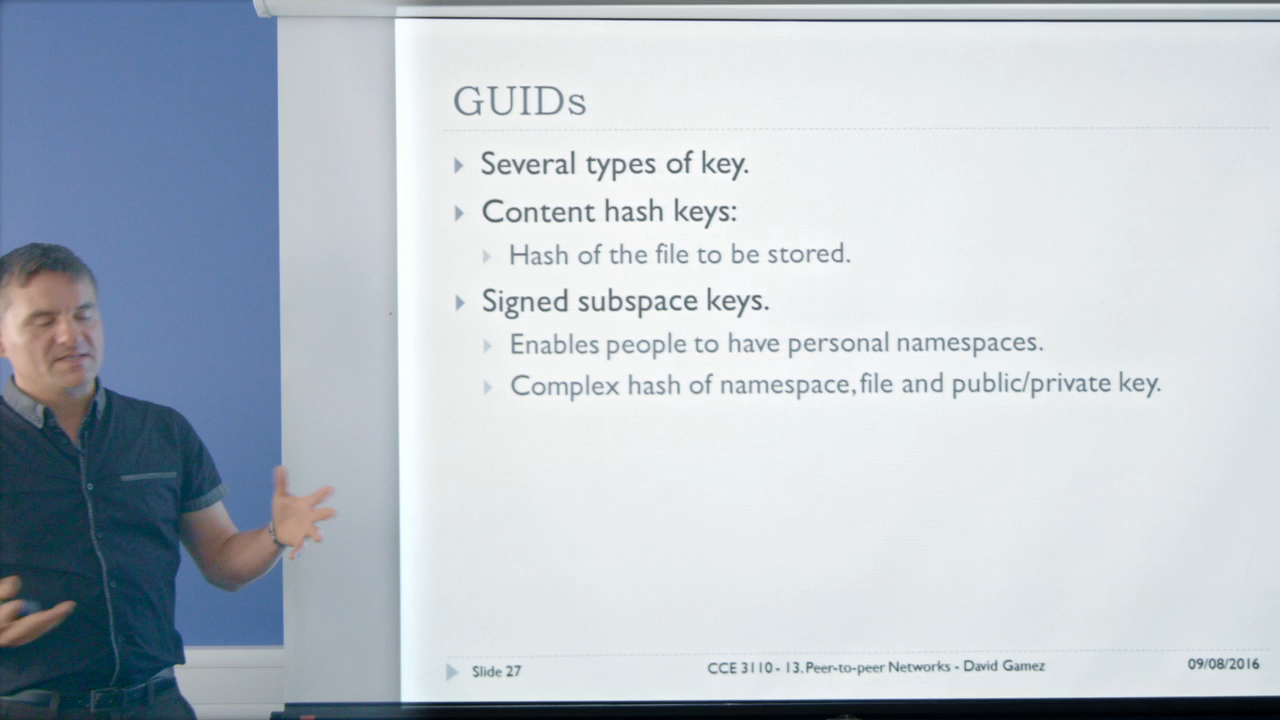 GUIDs
Several types of key.
Content hash keys:
Hash of the file to be stored.
Signed subspace keys.
Enables people to have personal namespaces.
Complex hash of namespace, file and public/private key.
Slide 27
CCE 3110 - 13. Peer-to-peer Networks - David Gamez
09/08/2016